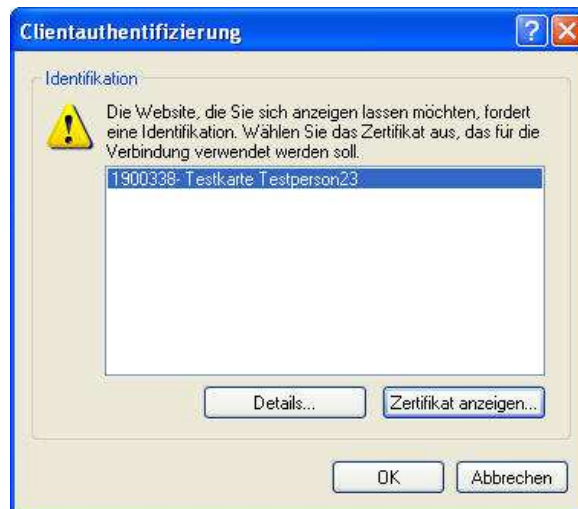 Clientauthentifizierung
Identifikation
Die Website, die Sie sich anzeigen lassen möchten, fordert
eine Identifikation. Wählen Sie das Zertifikat aus, das für die
Verbindung verwendet werden soll.
1900338- Testkarte Testperson23
Details... Zertifikat anzeigen...
OK Abbrechen